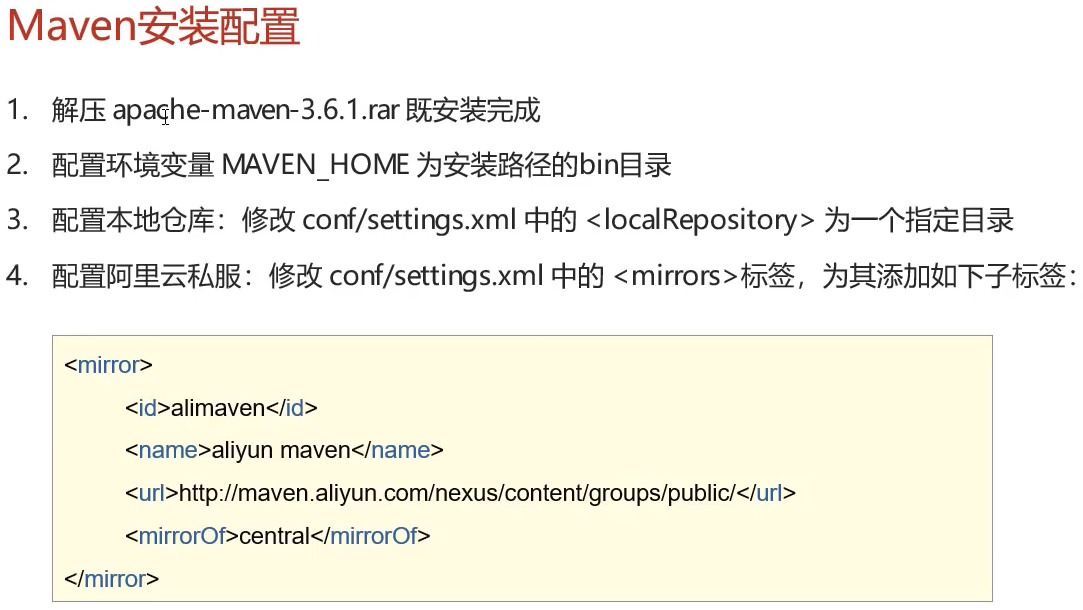 Maven安装配置
1. 解压 apache-maven-3.6.1.rar 既安装完成
2. 配置环境变量 MAVEN_HOME 为安装路径的bin目录
3. 配置本地仓库：修改 conf/settings.xml 中的 <localRepository> 为一个指定目录
4. 配置阿里云私服：修改 conf/settings.xml 中的 <mirrors>标签，为其添加如下子标签：
<mirror>
<id>alimaven</id>
<name>aliyun maven</name>
<url>http://maven.aliyun.com/nexus/content/groups/public/</url>
<mirrorOf>central</mirrorOf>
</mirror>